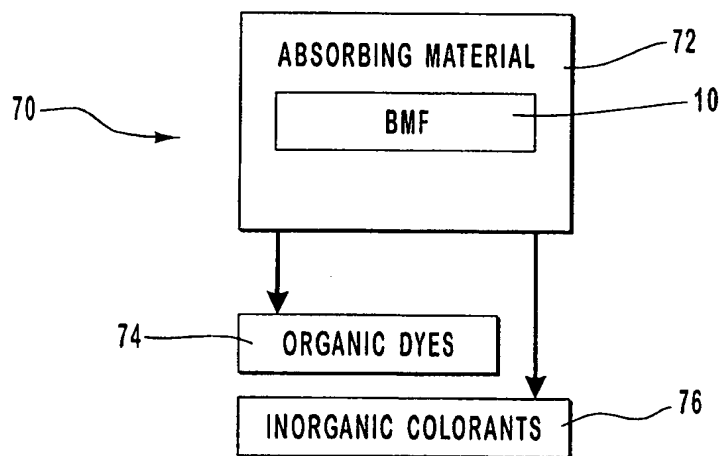 ABSORBING MATERIAL
72
BMF
10
70
74
ORGANIC DYES
INORGANIC COLORANTS
76